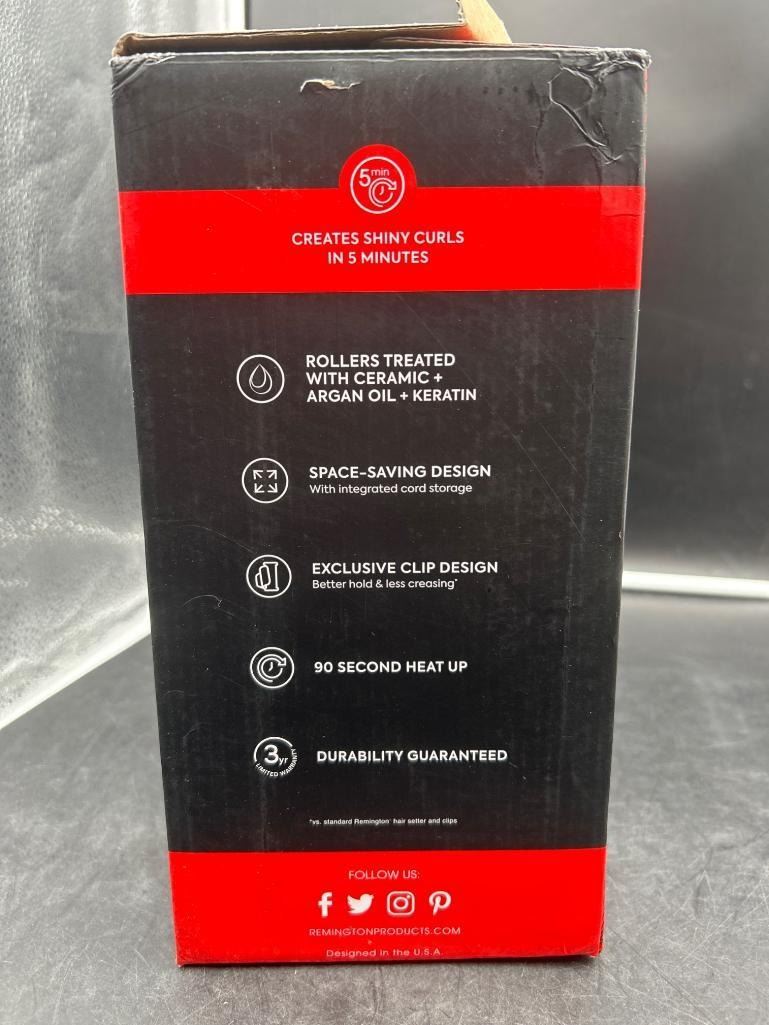 5min
CREATES SHINY CURLS
IN 5 MINUTES
ROLLERS TREATED
WITH CERAMIC +
ARGAN OIL + KERATIN
SPACE-SAVING DESIGN
With integrated cord storage
EXCLUSIVE CLIP DESIGN
Better hold & less creasing*
90 SECOND HEAT UP
3yr
LIMITED WARRANTY
DURABILITY GUARANTEED
*vs. standard Remington® hair setter and clips
FOLLOW US:
REMINGTONPRODUCTS.COM
Designed in the U.S.A.